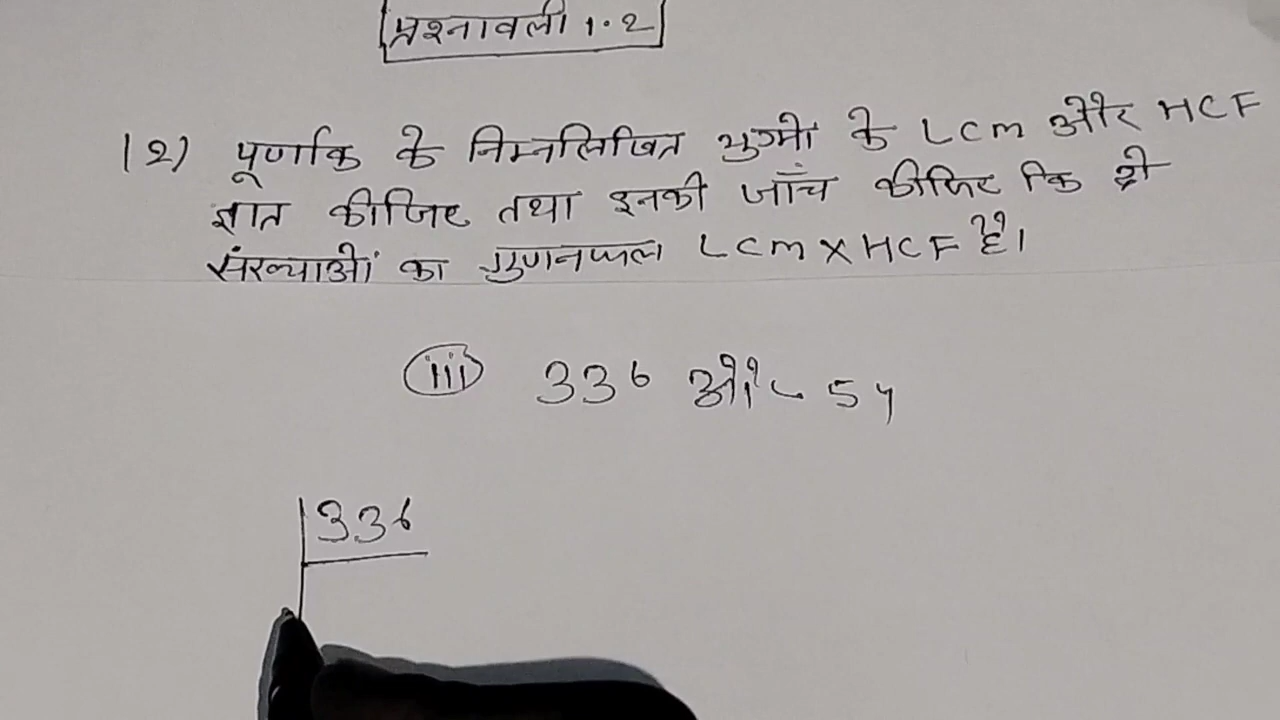 प्रश्नावली 1.2
(2) पूर्णांक के निम्नलिखित युग्मो के LCM और HCF
ज्ञात कीजिए तथा इनकी जाँच कीजिए कि दो
संख्याओं का गुणनफल LCM × HCF है।
(iii) 336 और 54
336